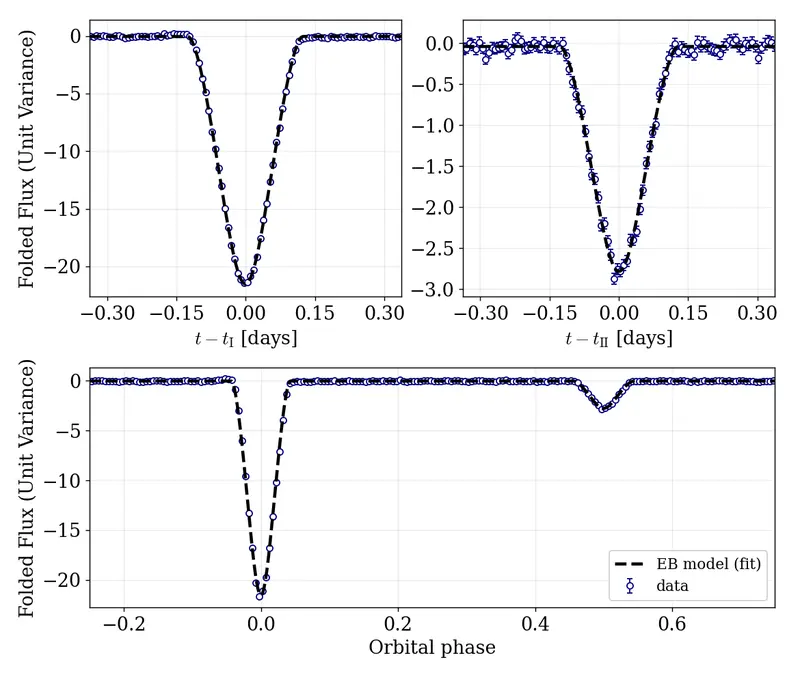 Folded Flux (Unit Variance)
0
−5
−10
−15
−20
−0.30 −0.15 0.00 0.15 0.30
t − t_I [days]
0.0
−0.5
−1.0
−1.5
−2.0
−2.5
−3.0
−0.30 −0.15 0.00 0.15 0.30
t − t_II [days]
Folded Flux (Unit Variance)
0
−5
−10
−15
−20
−0.2 0.0 0.2 0.4 0.6
Orbital phase
EB model (fit)
data